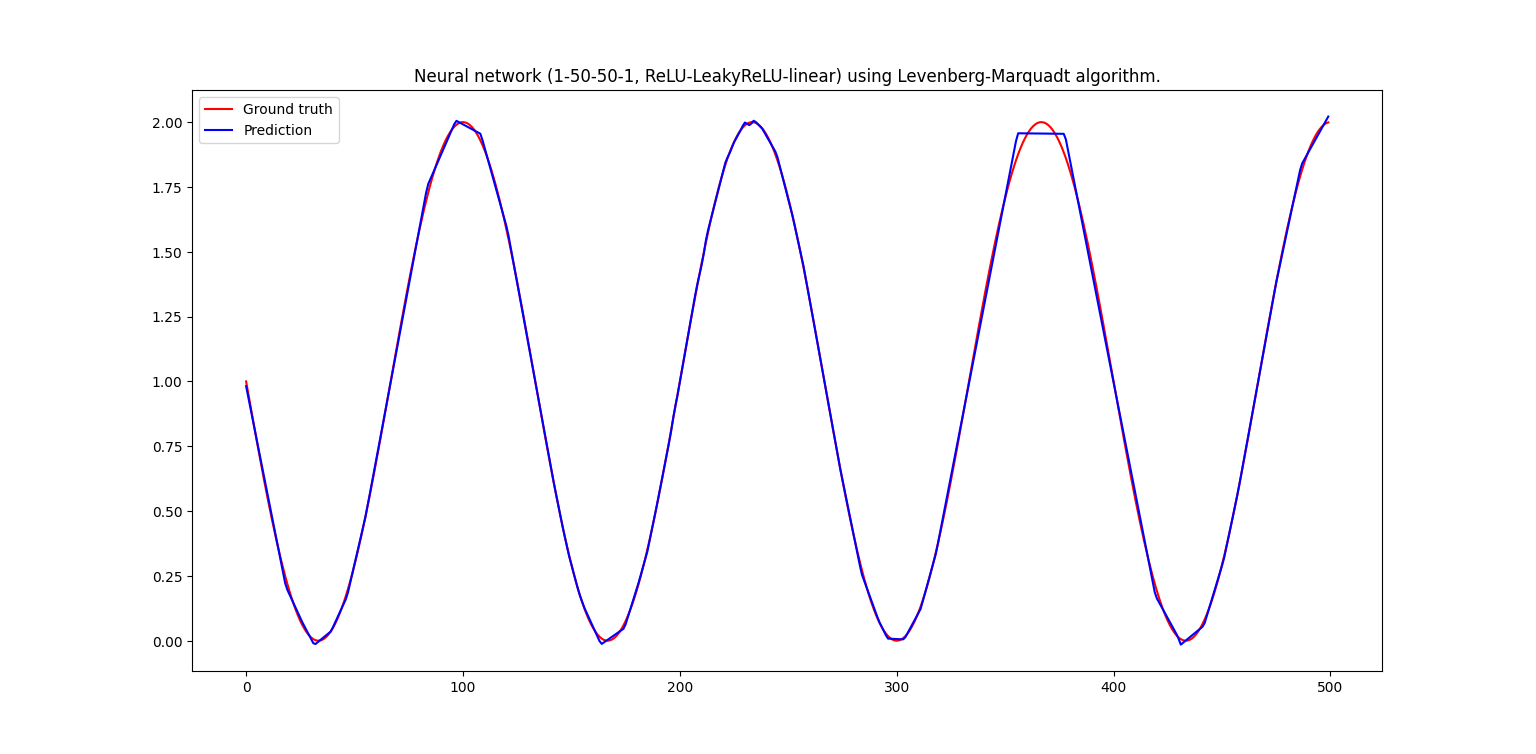 Neural network (1-50-50-1, ReLU-LeakyReLU-linear) using Levenberg-Marquadt algorithm.
Ground truth
Prediction
2.00
1.75
1.50
1.25
1.00
0.75
0.50
0.25
0.00
0 100 200 300 400 500